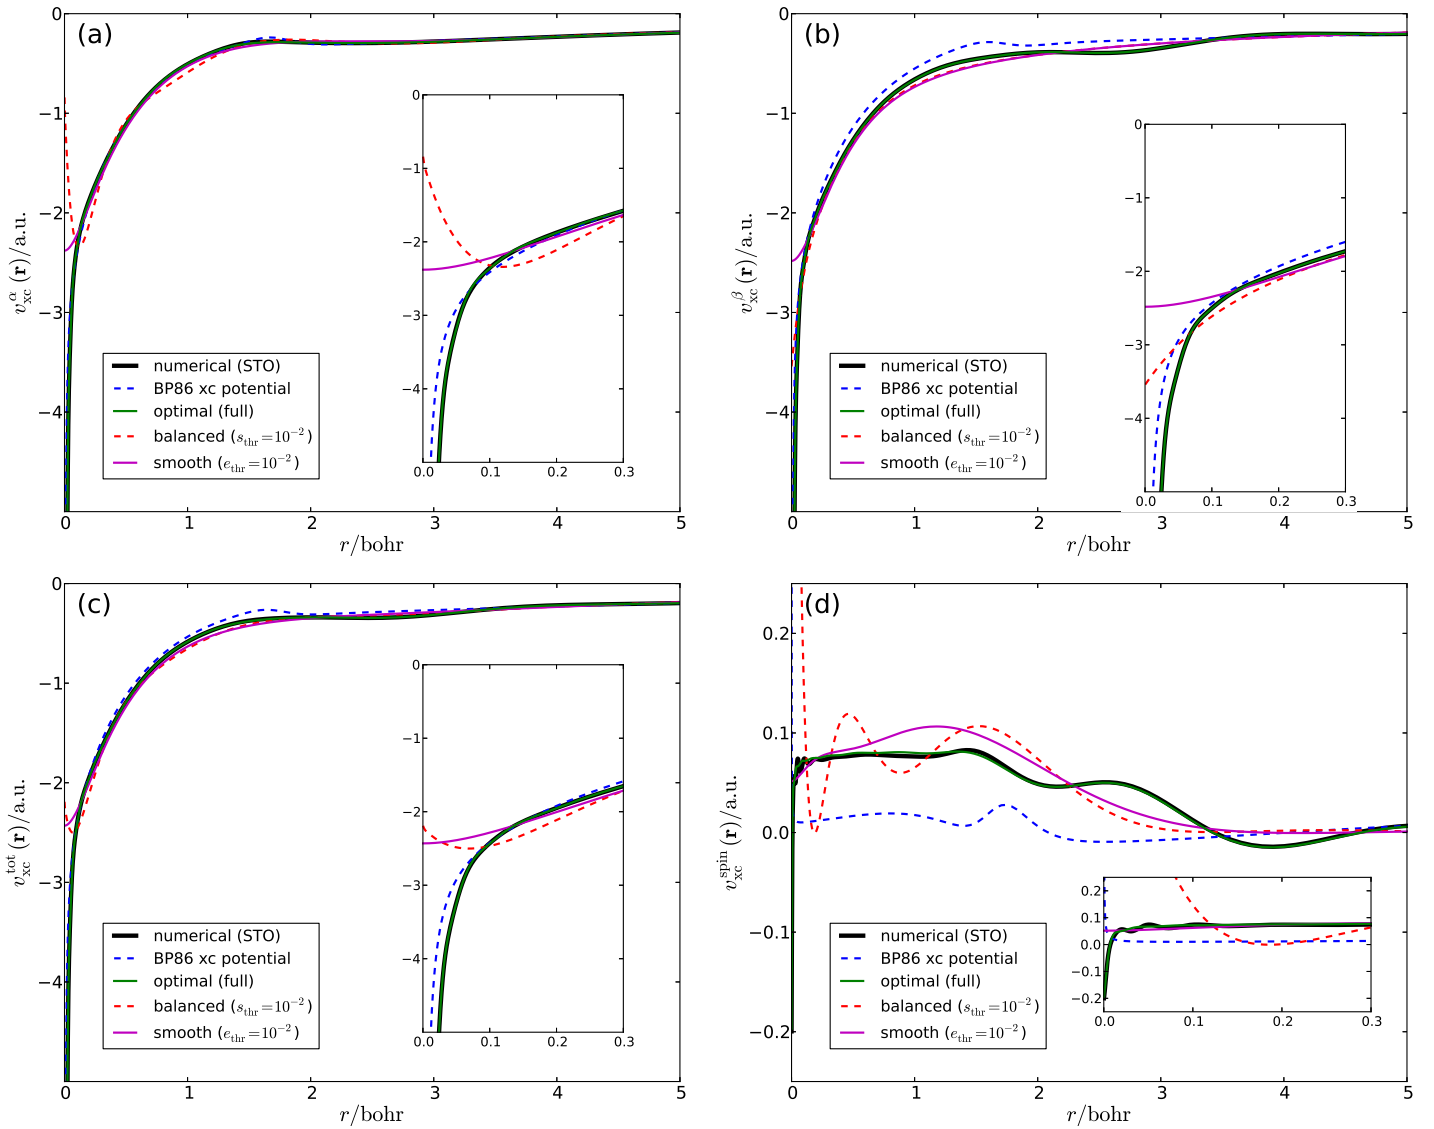 (a)
0
−1
−2
−3
−4
v_xc^α(r)/a.u.
0
−1
−2
−3
−4
0.0 0.1 0.2 0.3
numerical (STO)
BP86 xc potential
optimal (full)
balanced (s_thr=10^−2)
smooth (e_thr=10^−2)
0 1 2 3 4 5
r/bohr
(b)
0
−1
−2
−3
−4
v_xc^β(r)/a.u.
0
−1
−2
−3
−4
0.0 0.1 0.2 0.3
numerical (STO)
BP86 xc potential
optimal (full)
balanced (s_thr=10^−2)
smooth (e_thr=10^−2)
0 1 2 3 4 5
r/bohr
(c)
0
−1
−2
−3
−4
v_xc^tot(r)/a.u.
0
−1
−2
−3
−4
0.0 0.1 0.2 0.3
numerical (STO)
BP86 xc potential
optimal (full)
balanced (s_thr=10^−2)
smooth (e_thr=10^−2)
0 1 2 3 4 5
r/bohr
(d)
0.2
0.1
0.0
−0.1
−0.2
v_xc^spin(r)/a.u.
0.2
0.1
0.0
−0.1
−0.2
0.0 0.1 0.2 0.3
numerical (STO)
BP86 xc potential
optimal (full)
balanced (s_thr=10^−2)
smooth (e_thr=10^−2)
0 1 2 3 4 5
r/bohr